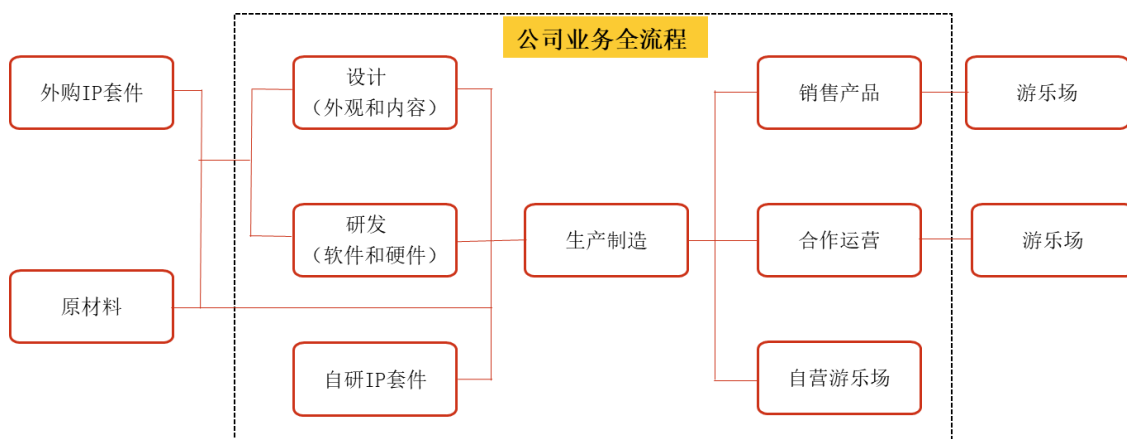 公司业务全流程
外购IP套件
设计
（外观和内容）
销售产品
游乐场
研发
（软件和硬件）
生产制造
合作运营
游乐场
原材料
自研IP套件
自营游乐场